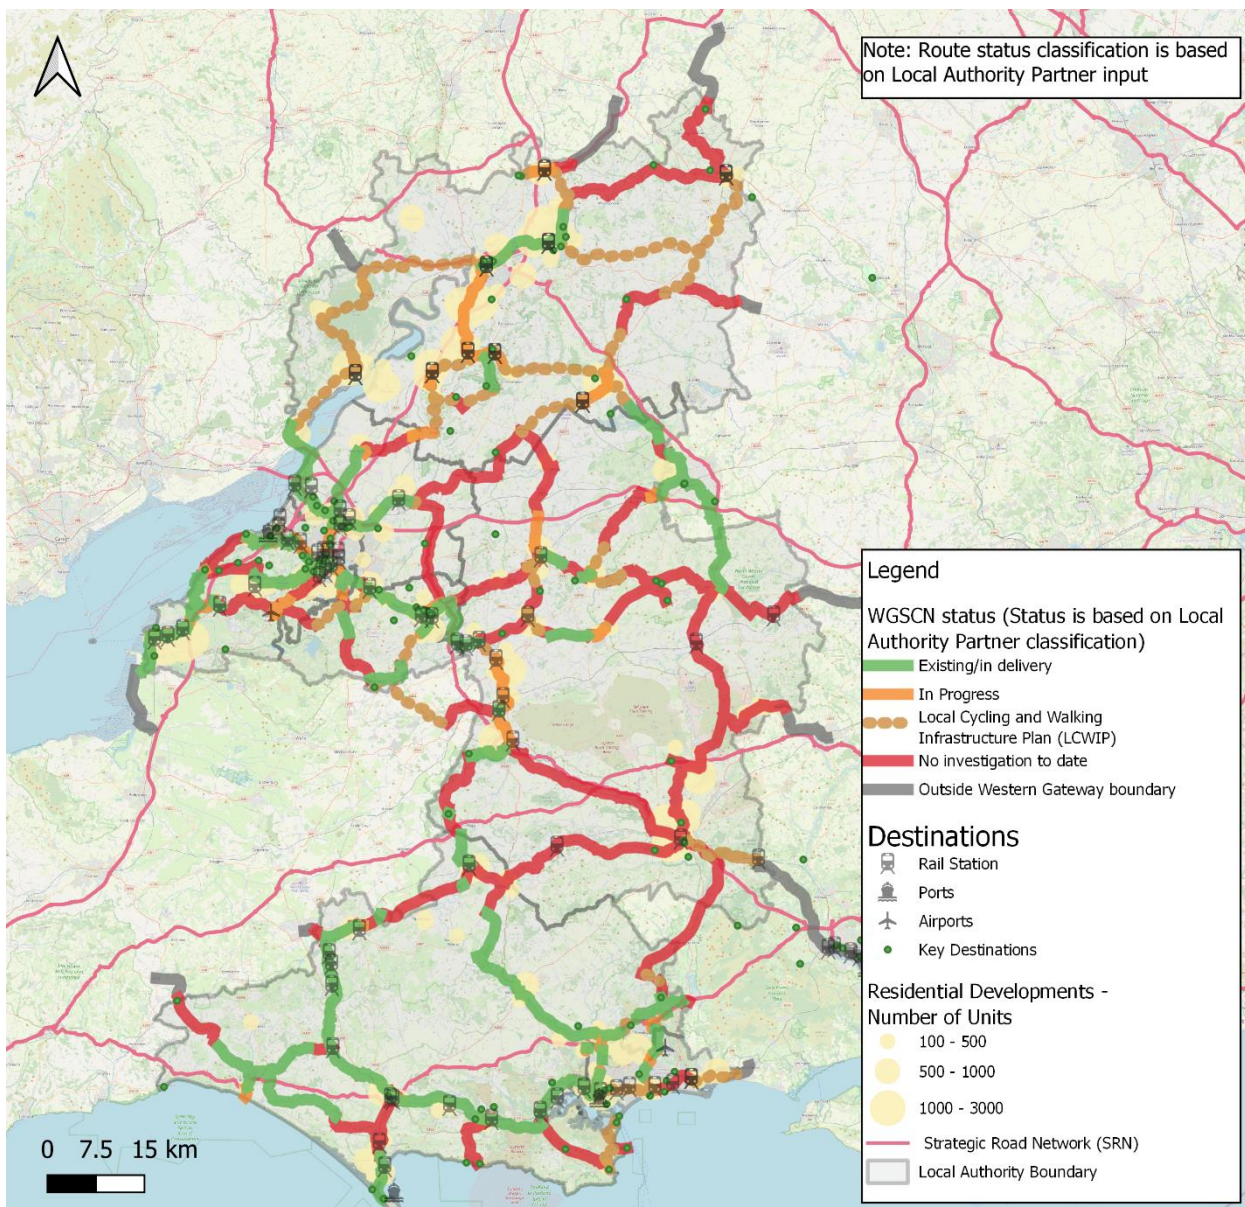 Note: Route status classification is based
on Local Authority Partner input
Legend
WGSCN status (Status is based on Local
Authority Partner classification)
Existing/in delivery
In Progress
Local Cycling and Walking
Infrastructure Plan (LCWIP)
No investigation to date
Outside Western Gateway boundary
Destinations
Rail Station
Ports
Airports
Key Destinations
Residential Developments -
Number of Units
100 - 500
500 - 1000
1000 - 3000
Strategic Road Network (SRN)
Local Authority Boundary
0 7.5 15 km